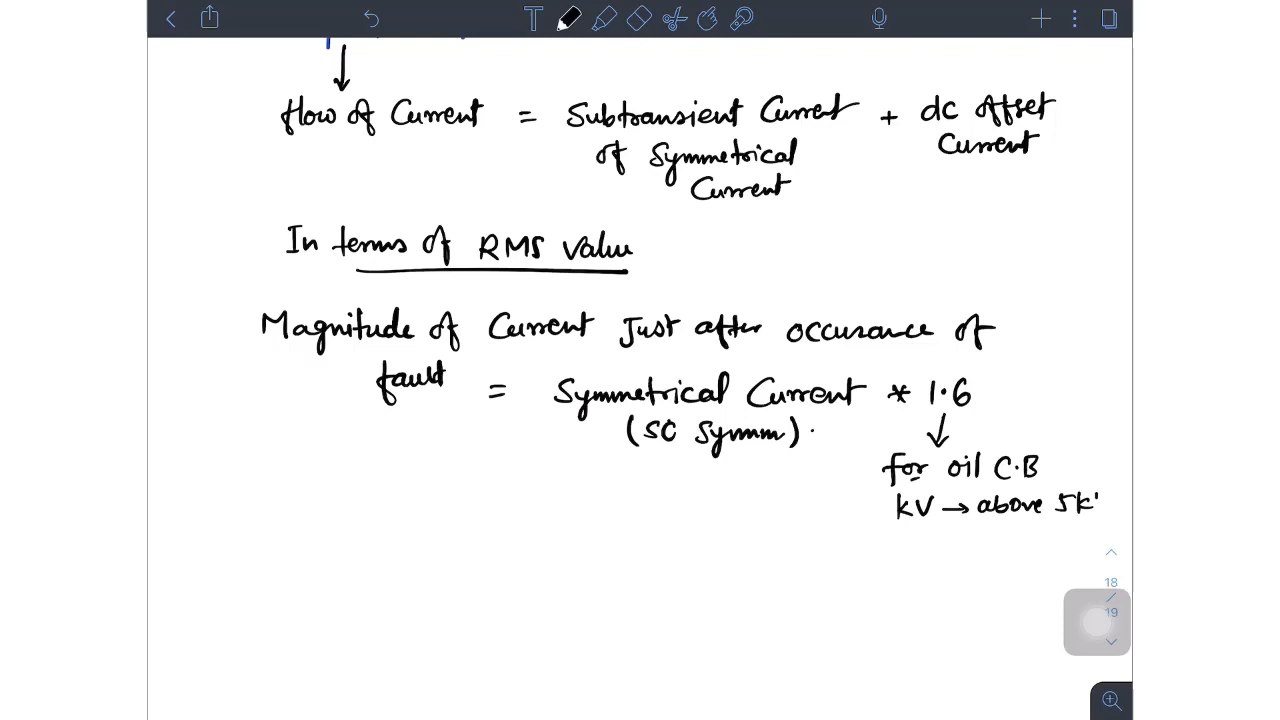 flow of Current = Subtransient Current + dc offset
of Symmetrical Current
Current
In terms of RMS Value
Magnitude of Current Just after occurance of
fault = Symmetrical Current * 1.6
(SC Symm).
for oil C.B
kV → above 5k
18
/
19